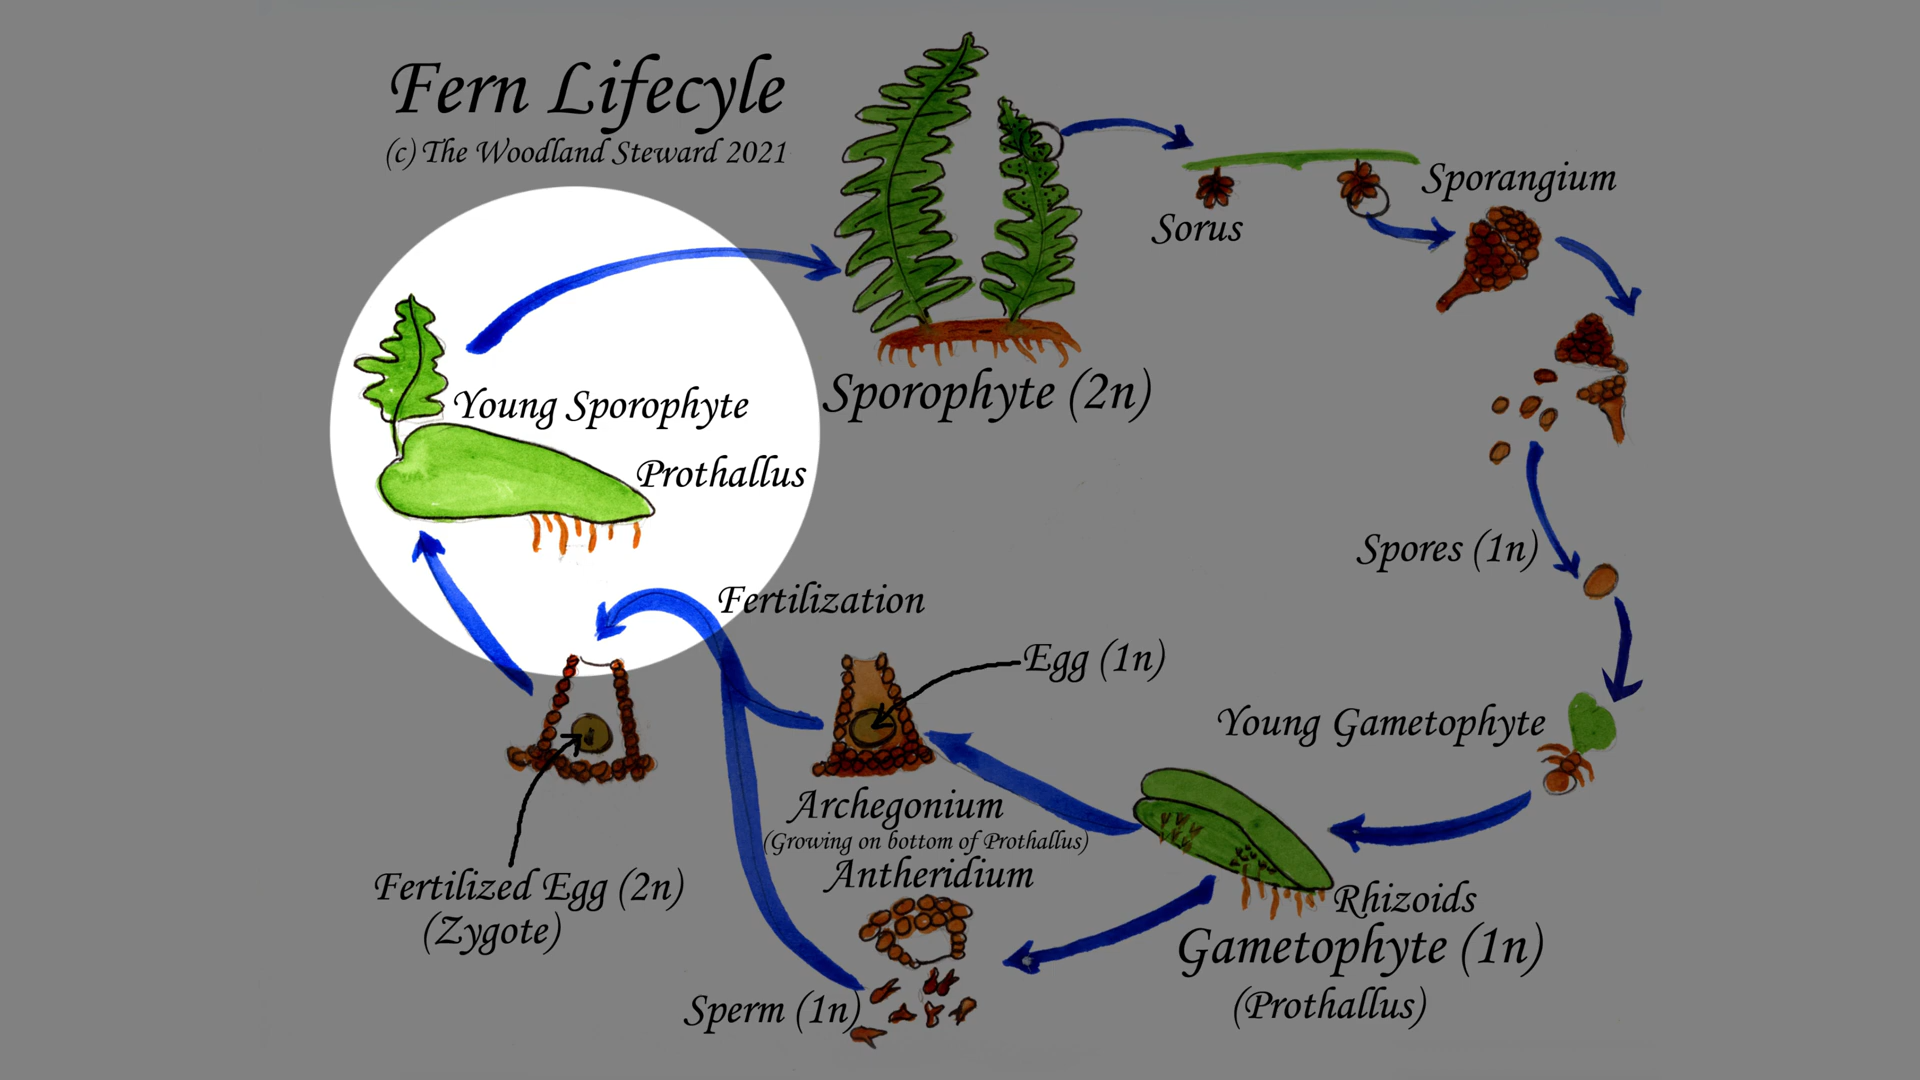 Fern Lifecyle
(c) The Woodland Steward 2021
Sporangium
Sorus
Sporophyte (2n)
Young Sporophyte
Prothallus
Spores (1n)
Fertilization
Egg (1n)
Young Gametophyte
Archegonium
(Growing on bottom of Prothallus)
Antheridium
Fertilized Egg (2n)
(Zygote)
Rhizoids
Gametophyte (1n)
(Prothallus)
Sperm (1n)